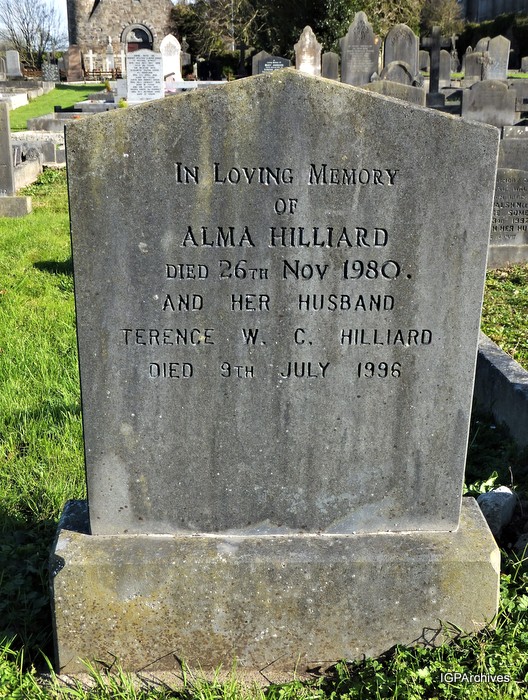 IN LOVING MEMORY
OF
ALMA HILLIARD
DIED 26TH NOV 1980.
AND HER HUSBAND
TERENCE W. C. HILLIARD
DIED 9TH JULY 1996
IGPArchives